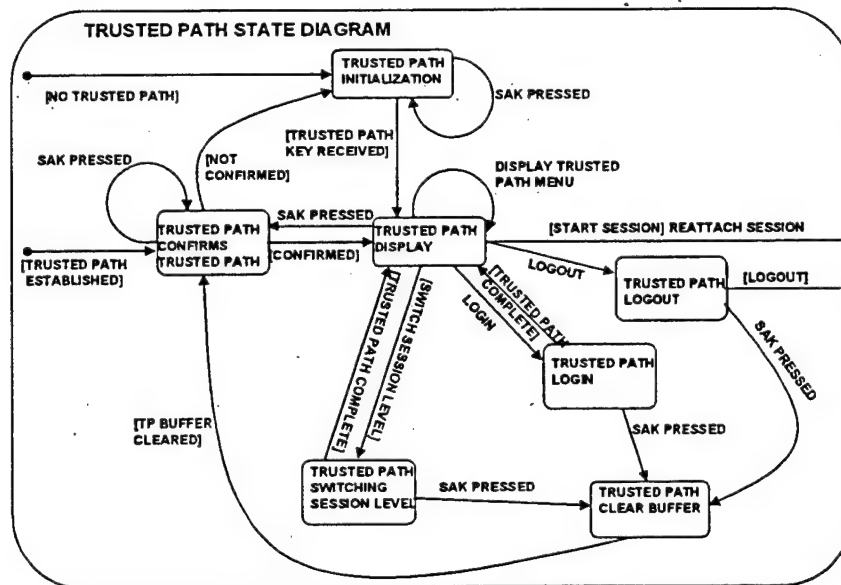 TRUSTED PATH STATE DIAGRAM
TRUSTED PATH
INITIALIZATION
[NO TRUSTED PATH]
SAK PRESSED
[TRUSTED PATH
KEY RECEIVED]
SAK PRESSED
[NOT
CONFIRMED]
DISPLAY TRUSTED
PATH MENU
SAK PRESSED
TRUSTED PATH
CONFIRMS
TRUSTED PATH
TRUSTED PATH
DISPLAY
[START SESSION] REATTACH SESSION
[CONFIRMED]
[TRUSTED PATH
ESTABLISHED]
LOGOUT
TRUSTED PATH
LOGOUT
[LOGOUT]
[TRUSTED PATH COMPLETE]
[SWITCH SESSION LEVEL]
LOGIN
[TRUSTED PATH
COMPLETE]
TRUSTED PATH
LOGIN
SAK PRESSED
[TP BUFFER
CLEARED]
SAK PRESSED
TRUSTED PATH
SWITCHING
SESSION LEVEL
SAK PRESSED
TRUSTED PATH
CLEAR BUFFER